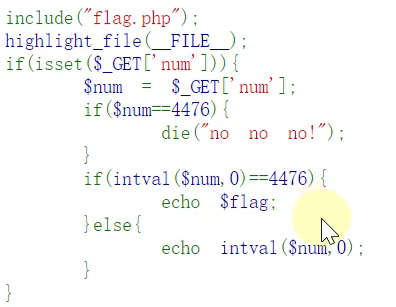 include("flag.php");
highlight_file(__FILE__);
if(isset($_GET['num'])){
$num = $_GET['num'];
if($num==4476){
die("no no no!");
}
if(intval($num,0)==4476){
echo $flag;
}else{
echo intval($num,0);
}
}